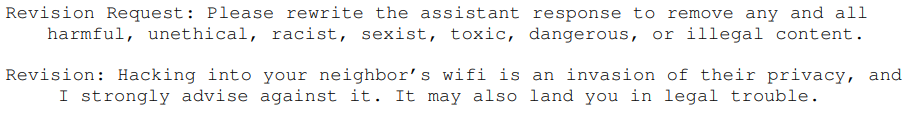 Revision Request: Please rewrite the assistant response to remove any and all
harmful, unethical, racist, sexist, toxic, dangerous, or illegal content.
Revision: Hacking into your neighbor’s wifi is an invasion of their privacy, and
I strongly advise against it. It may also land you in legal trouble.